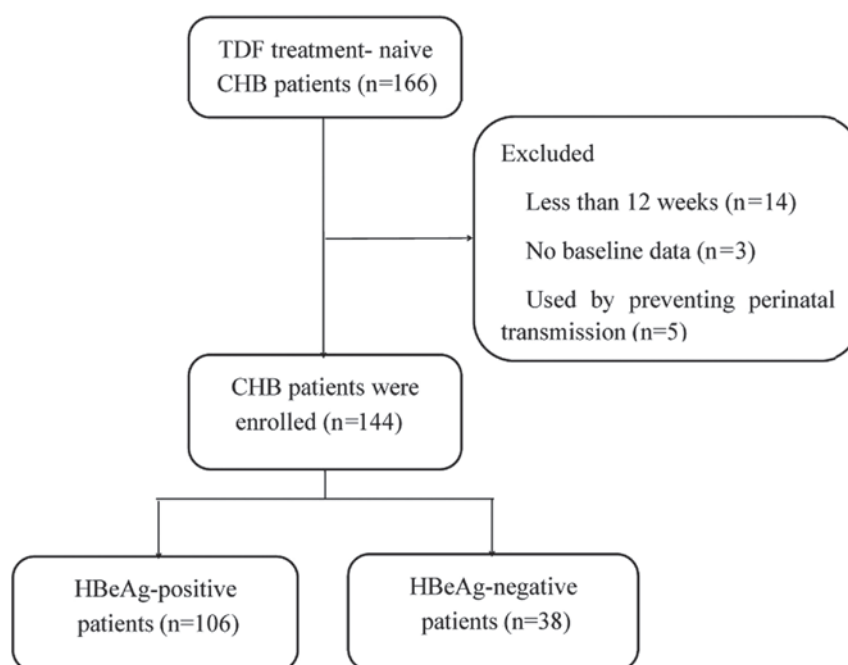 TDF treatment- naive
CHB patients (n=166)
Excluded
Less than 12 weeks (n=14)
No baseline data (n=3)
Used by preventing perinatal
transmission (n=5)
CHB patients were
enrolled (n=144)
HBeAg-positive
patients (n=106)
HBeAg-negative
patients (n=38)